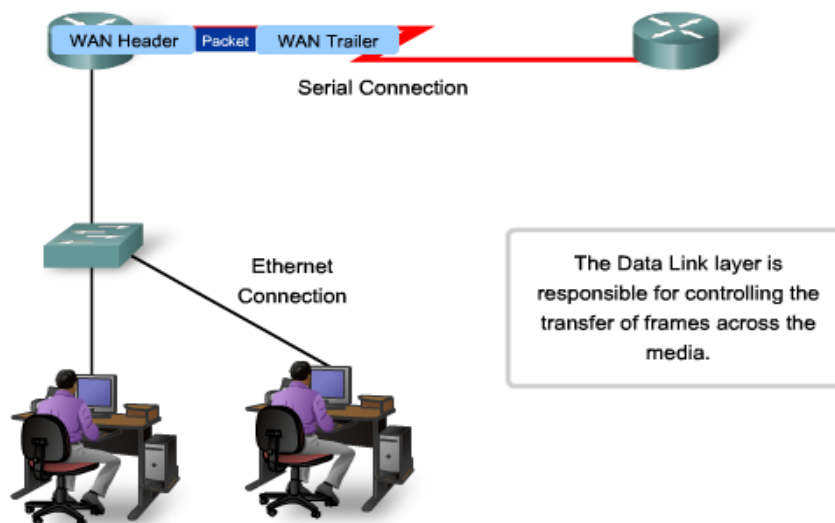 WAN Header Packet WAN Trailer
Serial Connection
Ethernet
Connection
The Data Link layer is
responsible for controlling the
transfer of frames across the
media.